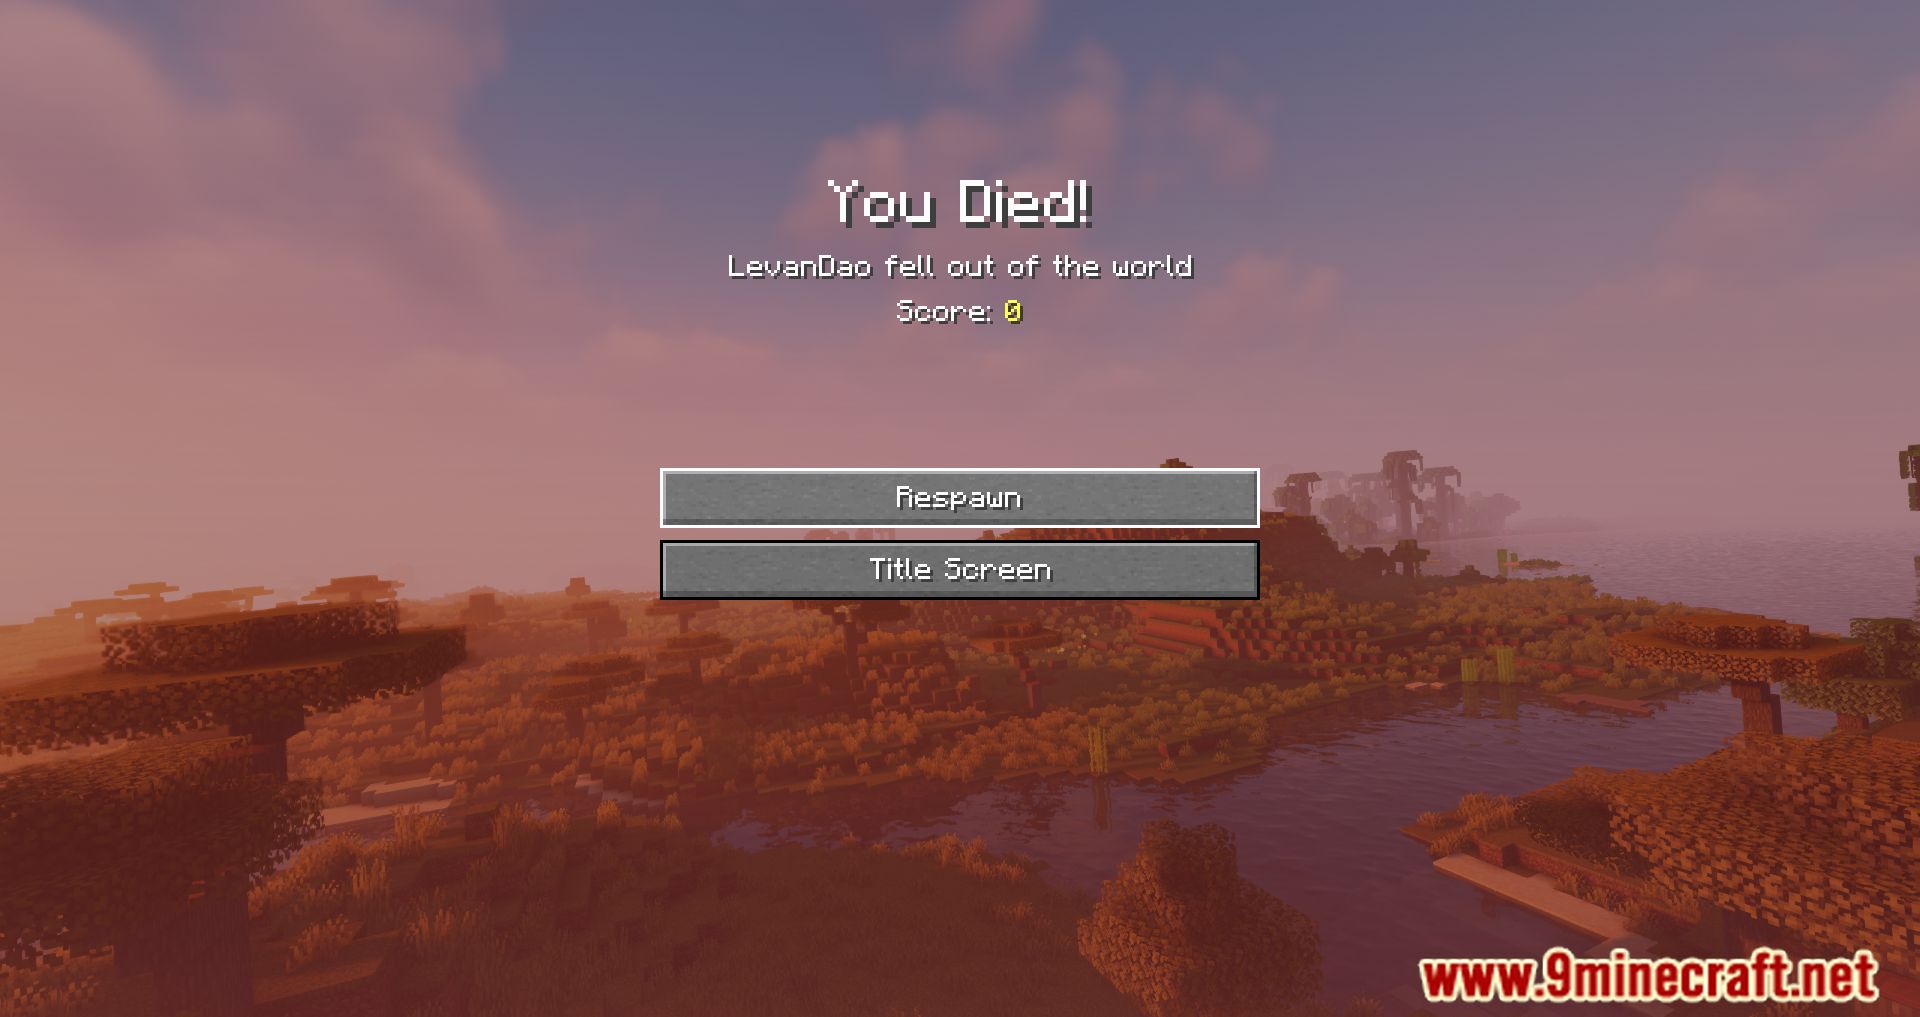 You Died!
LevanDao fell out of the world
Score: 0
Respawn
Title Screen
www.9minecraft.net